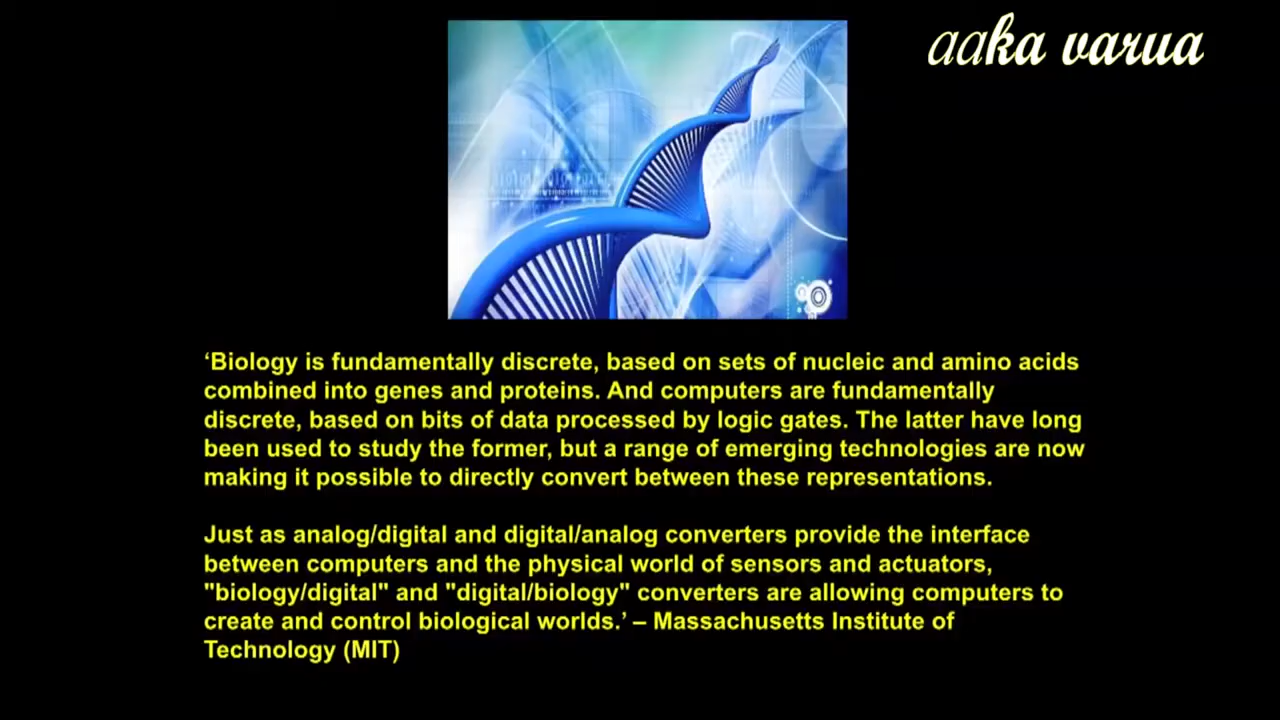 aaka varua
‘Biology is fundamentally discrete, based on sets of nucleic and amino acids
combined into genes and proteins. And computers are fundamentally
discrete, based on bits of data processed by logic gates. The latter have long
been used to study the former, but a range of emerging technologies are now
making it possible to directly convert between these representations.
Just as analog/digital and digital/analog converters provide the interface
between computers and the physical world of sensors and actuators,
"biology/digital" and "digital/biology" converters are allowing computers to
create and control biological worlds.’ – Massachusetts Institute of
Technology (MIT)